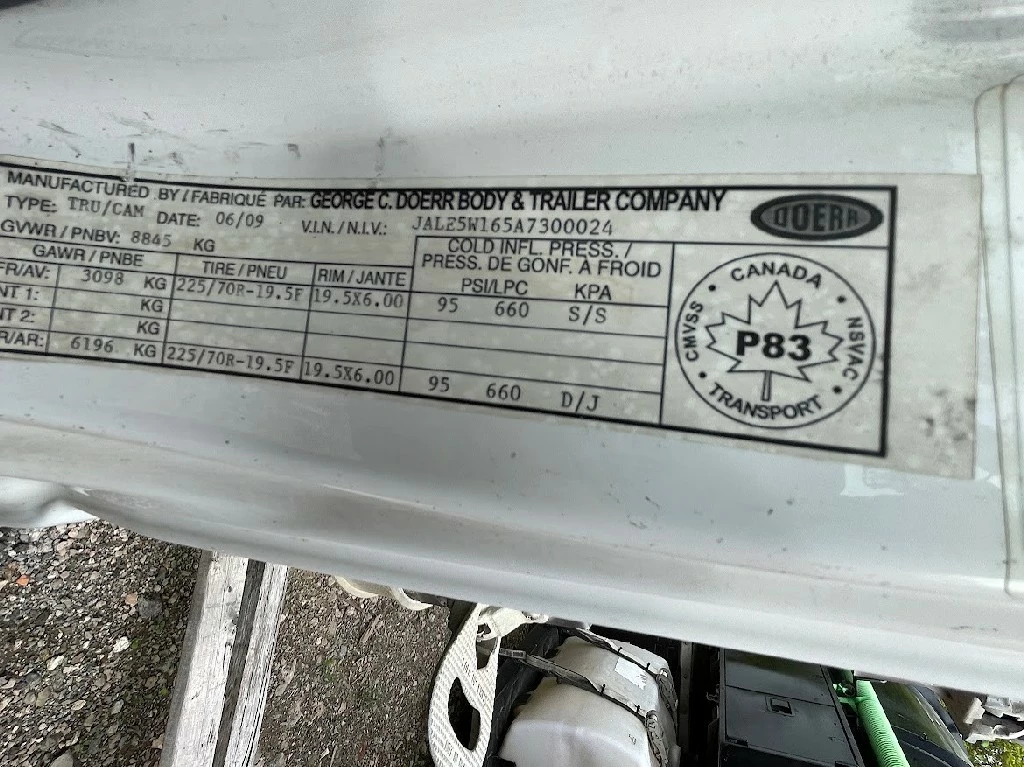 MANUFACTURED BY / FABRIQUÉ PAR: GEORGE C. DOERR BODY & TRAILER COMPANY
DOERR
TYPE: TRU/CAM DATE: 06/09 V.I.N. / N.I.V.: JALE5W165A7300024
GVWR / PNBV: 8845 KG
GAWR / PNBE TIRE / PNEU RIM / JANTE COLD INFL. PRESS. / PRESS. DE GONF. À FROID
PSI/LPC KPA
FR/AV: 3098 KG 225/70R-19.5F 19.5X6.00 95 660 S/S
NT 1: KG
NT 2: KG
R/AR: 6196 KG 225/70R-19.5F 19.5X6.00 95 660 D/J
CANADA
CMVSS
P83
NSVAC
TRANSPORT